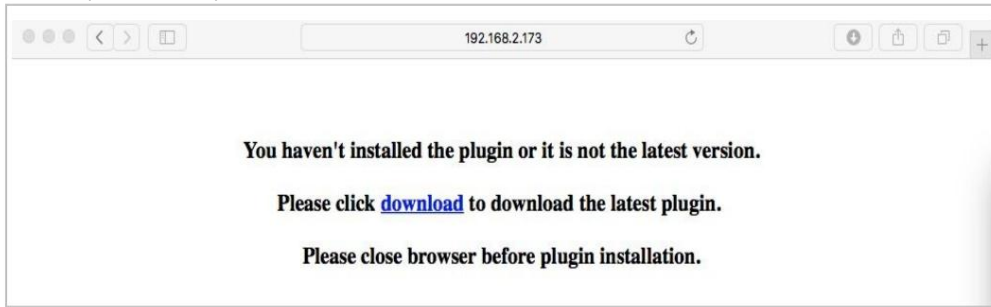 192.168.2.173
You haven't installed the plugin or it is not the latest version.
Please click download to download the latest plugin.
Please close browser before plugin installation.